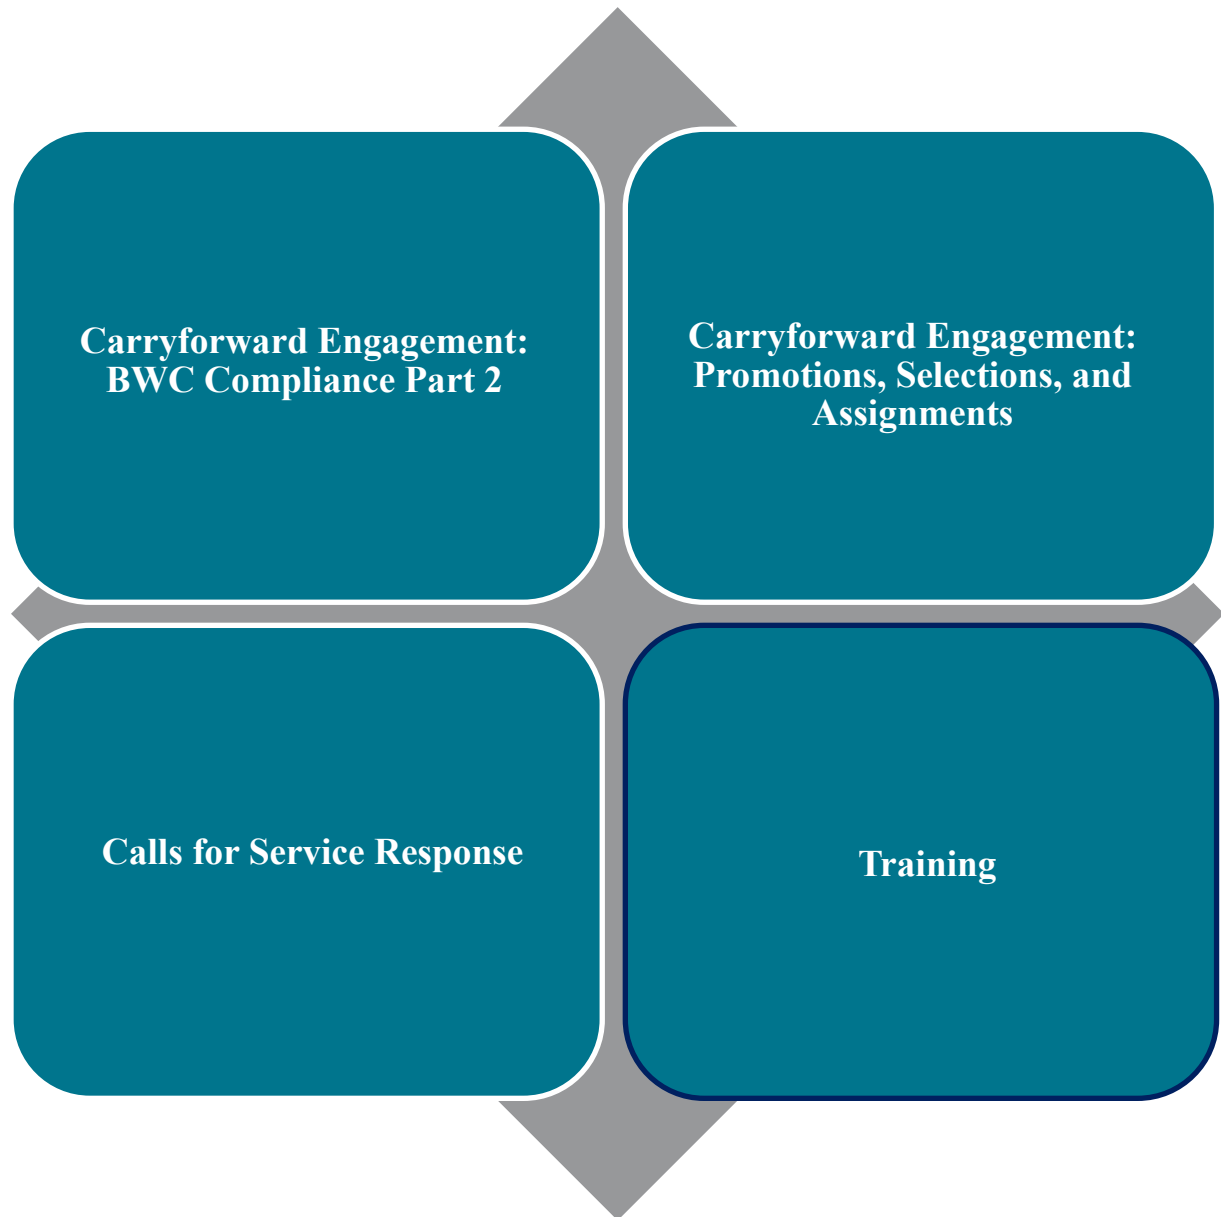 Carryforward Engagement:
BWC Compliance Part 2
Carryforward Engagement:
Promotions, Selections, and
Assignments
Calls for Service Response
Training